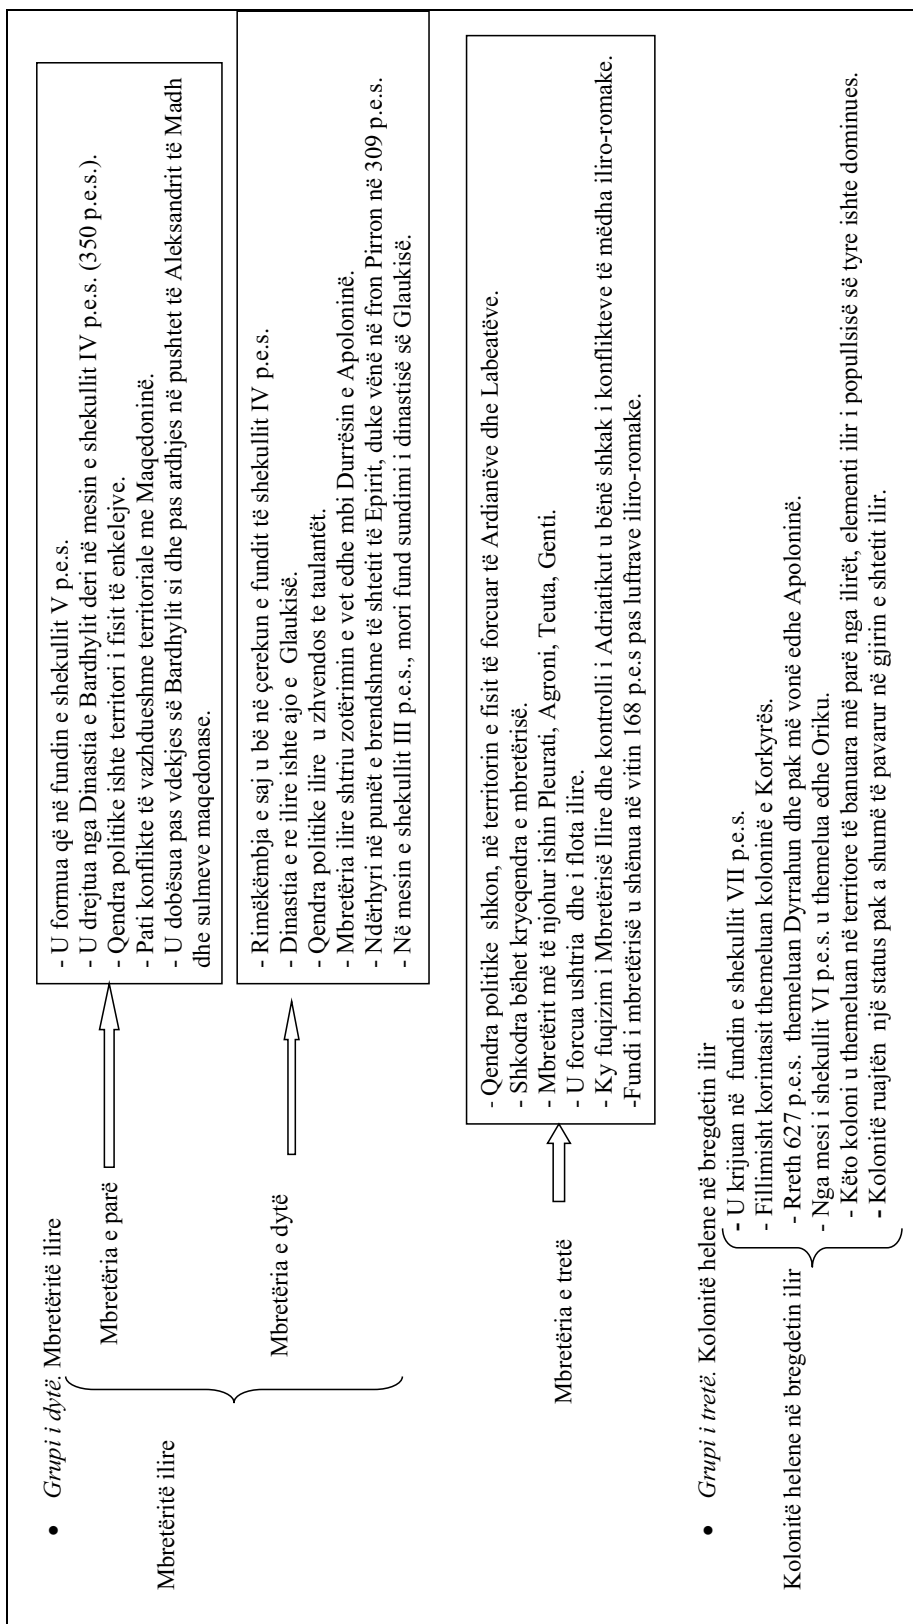 • Grupi i dytë. Mbretëritë ilire
Mbretëritë ilire
Mbretëria e parë
- U formua që në fundin e shekullit V p.e.s.
- U drejtua nga Dinastia e Bardhylit deri në mesin e shekullit IV p.e.s. (350 p.e.s.).
- Qendra politike ishte territori i fisit të enkelejve.
- Pati konflikte të vazhdueshme territoriale me Maqedoninë.
- U dobësua pas vdekjes së Bardhylit si dhe pas ardhjes në pushtet të Aleksandrit të Madh
dhe sulmeve maqedonase.
Mbretëria e dytë
- Rimëkëmbja e saj u bë në çerekun e fundit të shekullit IV p.e.s.
- Dinastia e re ilire ishte ajo e Glaukisë.
- Qendra politike ilire u zhvendos te taulantët.
- Mbretëria ilire shtriu zotërimin e vet edhe mbi Durrësin e Apoloninë.
- Ndërhyri në punët e brendshme të shtetit të Epirit, duke vënë në fron Pirron në 309 p.e.s.
- Në mesin e shekullit III p.e.s., mori fund sundimi i dinastisë së Glaukisë.
Mbretëria e tretë
- Qendra politike shkon, në territorin e fisit të forcuar të Ardianëve dhe Labeatëve.
- Shkodra bëhet kryeqendra e mbretërisë.
- Mbretërit më të njohur ishin Pleurati, Agroni, Teuta, Genti.
- U forcua ushtria dhe i flota ilire.
- Ky fuqizim i Mbretërisë Ilire dhe kontrolli i Adriatikut u bënë shkak i konflikteve të mëdha iliro-romake.
-Fundi i mbretërisë u shënua në vitin 168 p.e.s pas luftrave iliro-romake.
• Grupi i tretë. Kolonitë helene në bregdetin ilir
Kolonitë helene në bregdetin ilir
- U krijuan në fundin e shekullit VII p.e.s.
- Fillimisht korintasit themeluan koloninë e Korkyrës.
- Rreth 627 p.e.s. themeluan Dyrrahun dhe pak më vonë edhe Apoloninë.
- Nga mesi i shekullit VI p.e.s. u themelua edhe Oriku.
- Këto koloni u themeluan në territore të banuara më parë nga ilirët, elementi ilir i popullsisë së tyre ishte dominues.
- Kolonitë ruajtën një status pak a shumë të pavarur në gjirin e shtetit ilir.